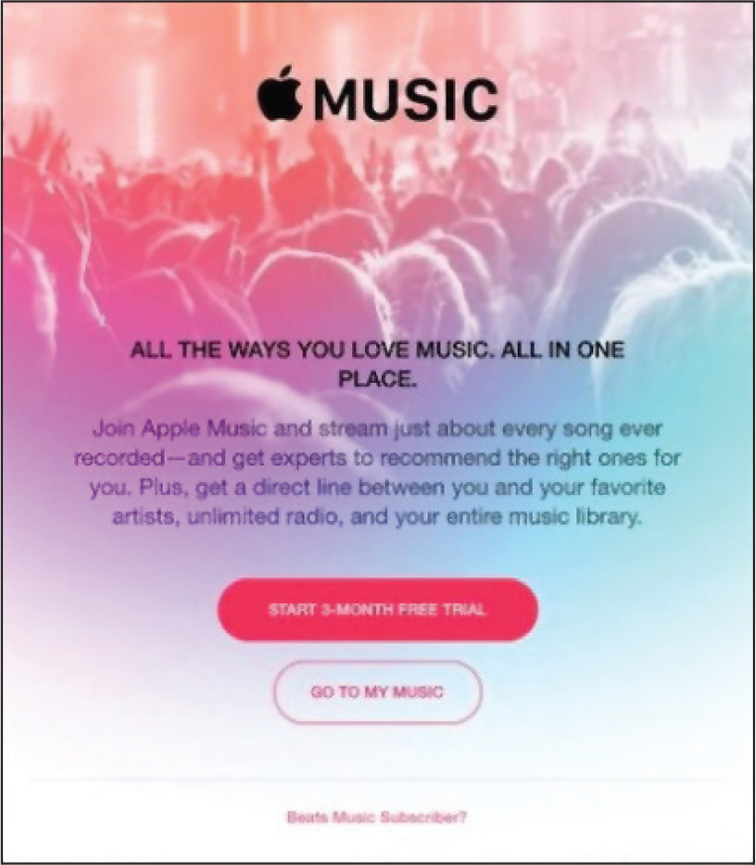 MUSIC
ALL THE WAYS YOU LOVE MUSIC. ALL IN ONE
PLACE.
Join Apple Music and stream just about every song ever
recorded—and get experts to recommend the right ones for
you. Plus, get a direct line between you and your favorite
artists, unlimited radio, and your entire music library.
START 3-MONTH FREE TRIAL
GO TO MY MUSIC
Beats Music Subscriber?